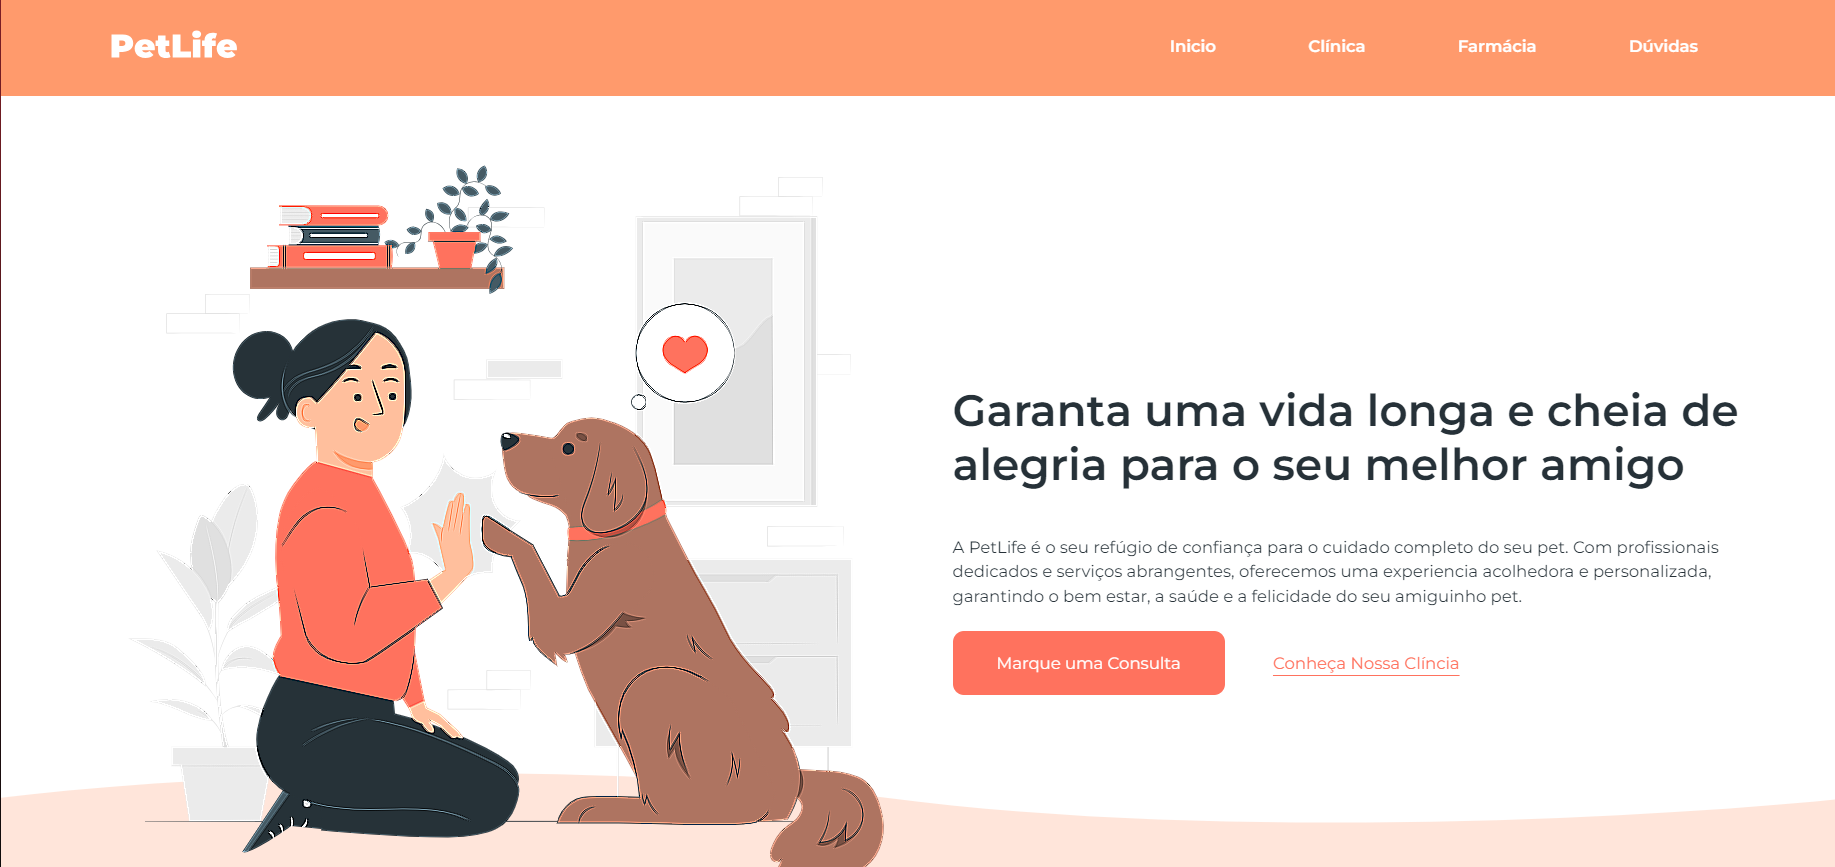 PetLife
Inicio
Clínica
Farmácia
Dúvidas
Garanta uma vida longa e cheia de
alegria para o seu melhor amigo
A PetLife é o seu refúgio de confiança para o cuidado completo do seu pet. Com profissionais
dedicados e serviços abrangentes, oferecemos uma experiencia acolhedora e personalizada,
garantindo o bem estar, a saúde e a felicidade do seu amiguinho pet.
Marque uma Consulta
Conheça Nossa Clíncia